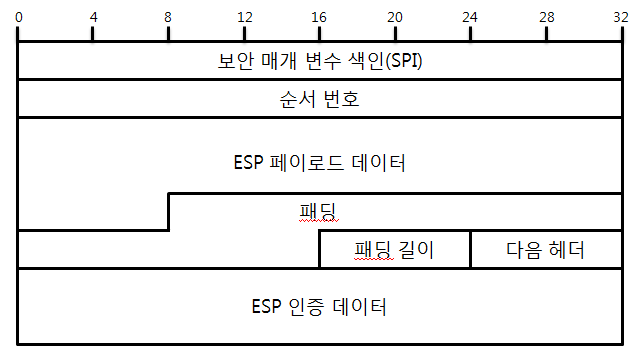 0 4 8 12 16 20 24 28 32
보안 매개 변수 색인(SPI)
순서 번호
ESP 페이로드 데이터
패딩
패딩 길이 다음 헤더
ESP 인증 데이터